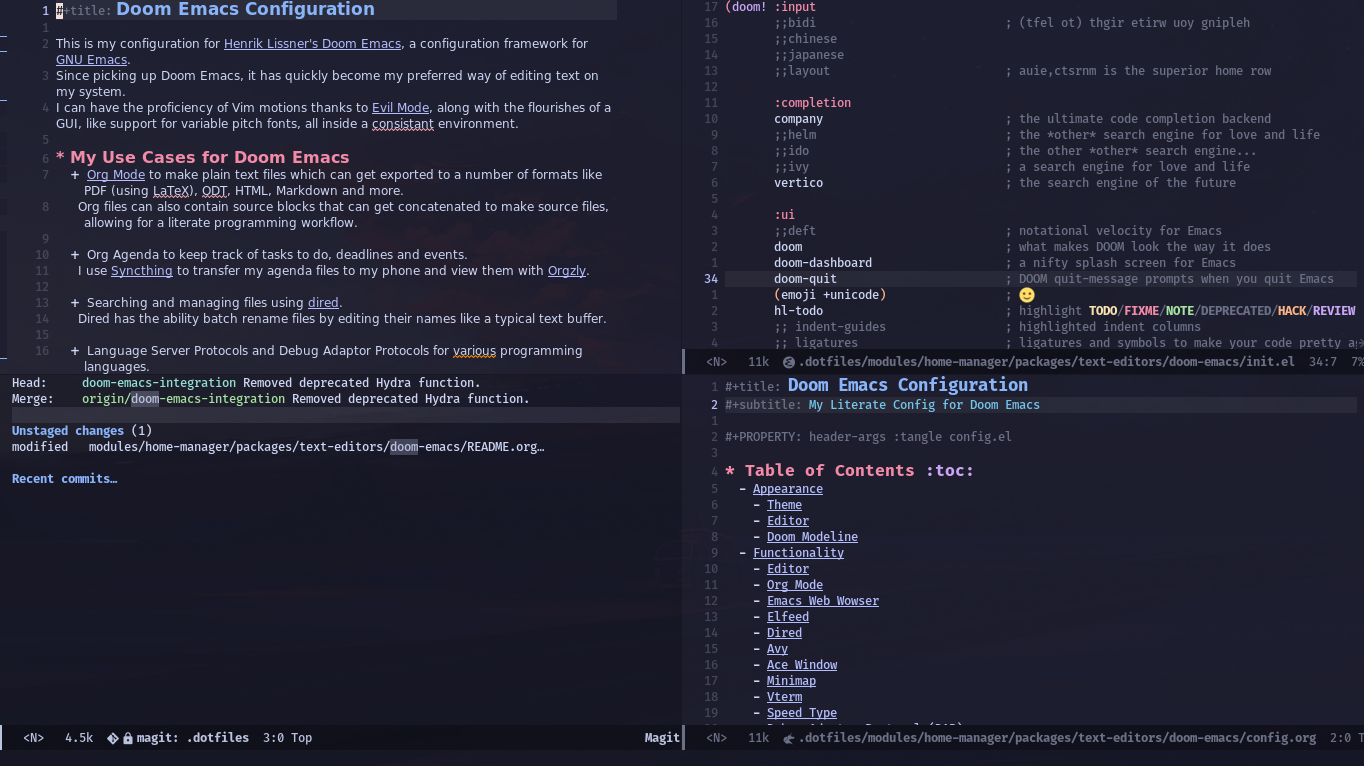 1 #+title: Doom Emacs Configuration
1
2 This is my configuration for Henrik Lissner's Doom Emacs, a configuration framework for
GNU Emacs.
3 Since picking up Doom Emacs, it has quickly become my preferred way of editing text on
my system.
4 I can have the proficiency of Vim motions thanks to Evil Mode, along with the flourishes of a
GUI, like support for variable pitch fonts, all inside a consistant environment.
5
6 * My Use Cases for Doom Emacs
7 + Org Mode to make plain text files which can get exported to a number of formats like
PDF (using LaTeX), ODT, HTML, Markdown and more.
8 Org files can also contain source blocks that can get concatenated to make source files,
allowing for a literate programming workflow.
9
10 + Org Agenda to keep track of tasks to do, deadlines and events.
11 I use Syncthing to transfer my agenda files to my phone and view them with Orgzly.
12
13 + Searching and managing files using dired.
14 Dired has the ability batch rename files by editing their names like a typical text buffer.
15
16 + Language Server Protocols and Debug Adaptor Protocols for various programming
languages.
Head: doom-emacs-integration Removed deprecated Hydra function.
Merge: origin/doom-emacs-integration Removed deprecated Hydra function.
Unstaged changes (1)
modified modules/home-manager/packages/text-editors/doom-emacs/README.org…
Recent commits…
<N> 4.5k magit: .dotfiles 3:0 Top Magit
17 (doom! :input
16 ;;bidi ; (tfel ot) thgir etirw uoy gnipleh
15 ;;chinese
14 ;;japanese
13 ;;layout ; auie,ctsrnm is the superior home row
12
11 :completion
10 company ; the ultimate code completion backend
9 ;;helm ; the *other* search engine for love and life
8 ;;ido ; the other *other* search engine...
7 ;;ivy ; a search engine for love and life
6 vertico ; the search engine of the future
5
4 :ui
3 ;;deft ; notational velocity for Emacs
2 doom ; what makes DOOM look the way it does
1 doom-dashboard ; a nifty splash screen for Emacs
34 doom-quit ; DOOM quit-message prompts when you quit Emacs
1 (emoji +unicode) ; 🙂
2 hl-todo ; highlight TODO/FIXME/NOTE/DEPRECATED/HACK/REVIEW
3 ;; indent-guides ; highlighted indent columns
4 ;; ligatures ; ligatures and symbols to make your code pretty a
<N> 11k .dotfiles/modules/home-manager/packages/text-editors/doom-emacs/init.el 34:7 7%
1 #+title: Doom Emacs Configuration
2 #+subtitle: My Literate Config for Doom Emacs
1
2 #+PROPERTY: header-args :tangle config.el
3
4 * Table of Contents :toc:
5 - Appearance
6 - Theme
7 - Editor
8 - Doom Modeline
9 - Functionality
10 - Editor
11 - Org Mode
12 - Emacs Web Wowser
13 - Elfeed
14 - Dired
15 - Avy
16 - Ace Window
17 - Minimap
18 - Vterm
19 - Speed Type
<N> 11k .dotfiles/modules/home-manager/packages/text-editors/doom-emacs/config.org 2:0 T